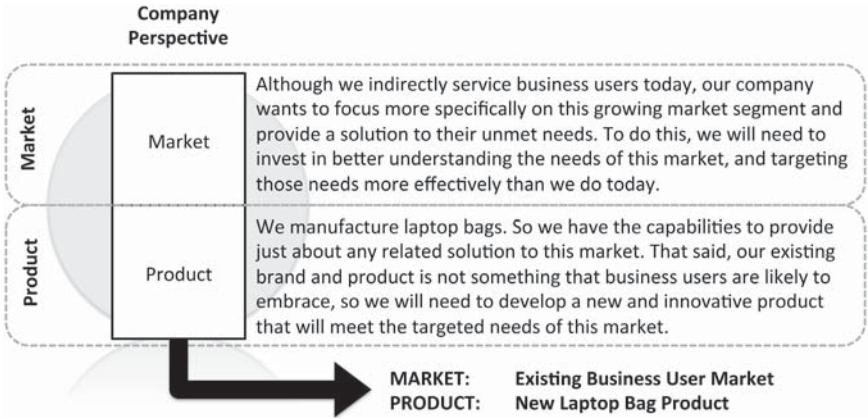 Company
Perspective
Market
Market
Although we indirectly service business users today, our company
wants to focus more specifically on this growing market segment and
provide a solution to their unmet needs. To do this, we will need to
invest in better understanding the needs of this market, and targeting
those needs more effectively than we do today.
Product
Product
We manufacture laptop bags. So we have the capabilities to provide
just about any related solution to this market. That said, our existing
brand and product is not something that business users are likely to
embrace, so we will need to develop a new and innovative product
that will meet the targeted needs of this market.
MARKET: Existing Business User Market
PRODUCT: New Laptop Bag Product